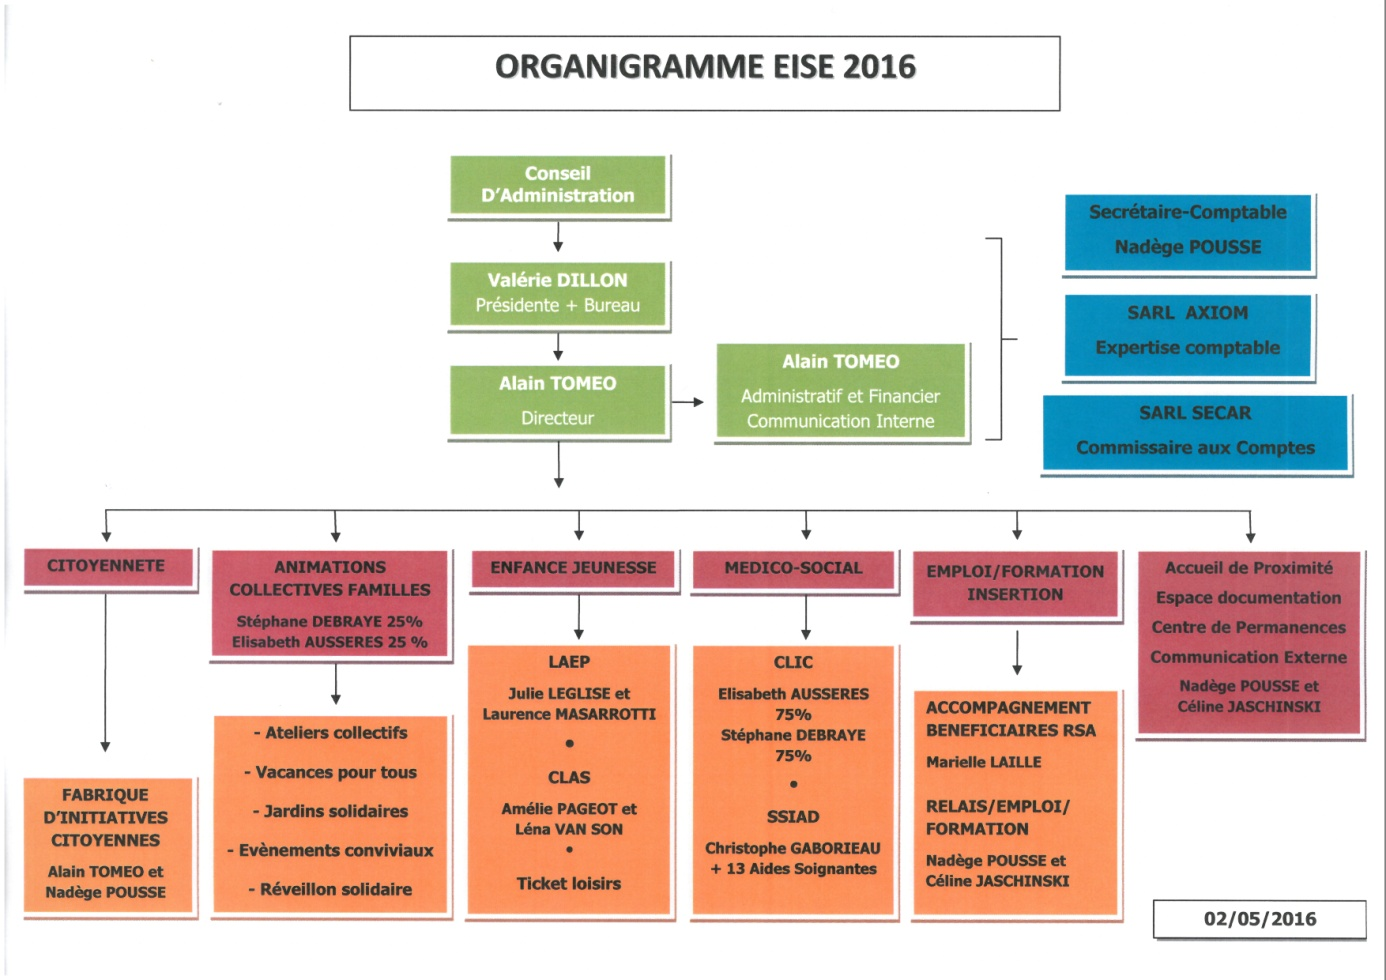 ORGANIGRAMME EISE 2016
Conseil
D'Administration
Valérie DILLON
Présidente + Bureau
Alain TOMEO
Directeur
Alain TOMEO
Administratif et Financier
Communication Interne
Secrétaire-Comptable
Nadège POUSSE
SARL AXIOM
Expertise comptable
SARL SECAR
Commissaire aux Comptes
CITOYENNETE
FABRIQUE
D'INITIATIVES
CITOYENNES
Alain TOMEO et
Nadège POUSSE
ANIMATIONS
COLLECTIVES FAMILLES
Stéphane DEBRAYE 25%
Elisabeth AUSSERES 25 %
- Ateliers collectifs
- Vacances pour tous
- Jardins solidaires
- Evènements conviviaux
- Réveillon solidaire
ENFANCE JEUNESSE
LAEP
Julie LEGLISE et
Laurence MASARROTTI
•
CLAS
Amélie PAGEOT et
Léna VAN SON
•
Ticket loisirs
MEDICO-SOCIAL
CLIC
Elisabeth AUSSERES
75%
Stéphane DEBRAYE
75%
•
SSIAD
Christophe GABORIEAU
+ 13 Aides Soignantes
EMPLOI/FORMATION
INSERTION
ACCOMPAGNEMENT
BENEFICIAIRES RSA
Marielle LAILLE
RELAIS/EMPLOI/
FORMATION
Nadège POUSSE et
Céline JASCHINSKI
Accueil de Proximité
Espace documentation
Centre de Permanences
Communication Externe
Nadège POUSSE et
Céline JASCHINSKI
02/05/2016